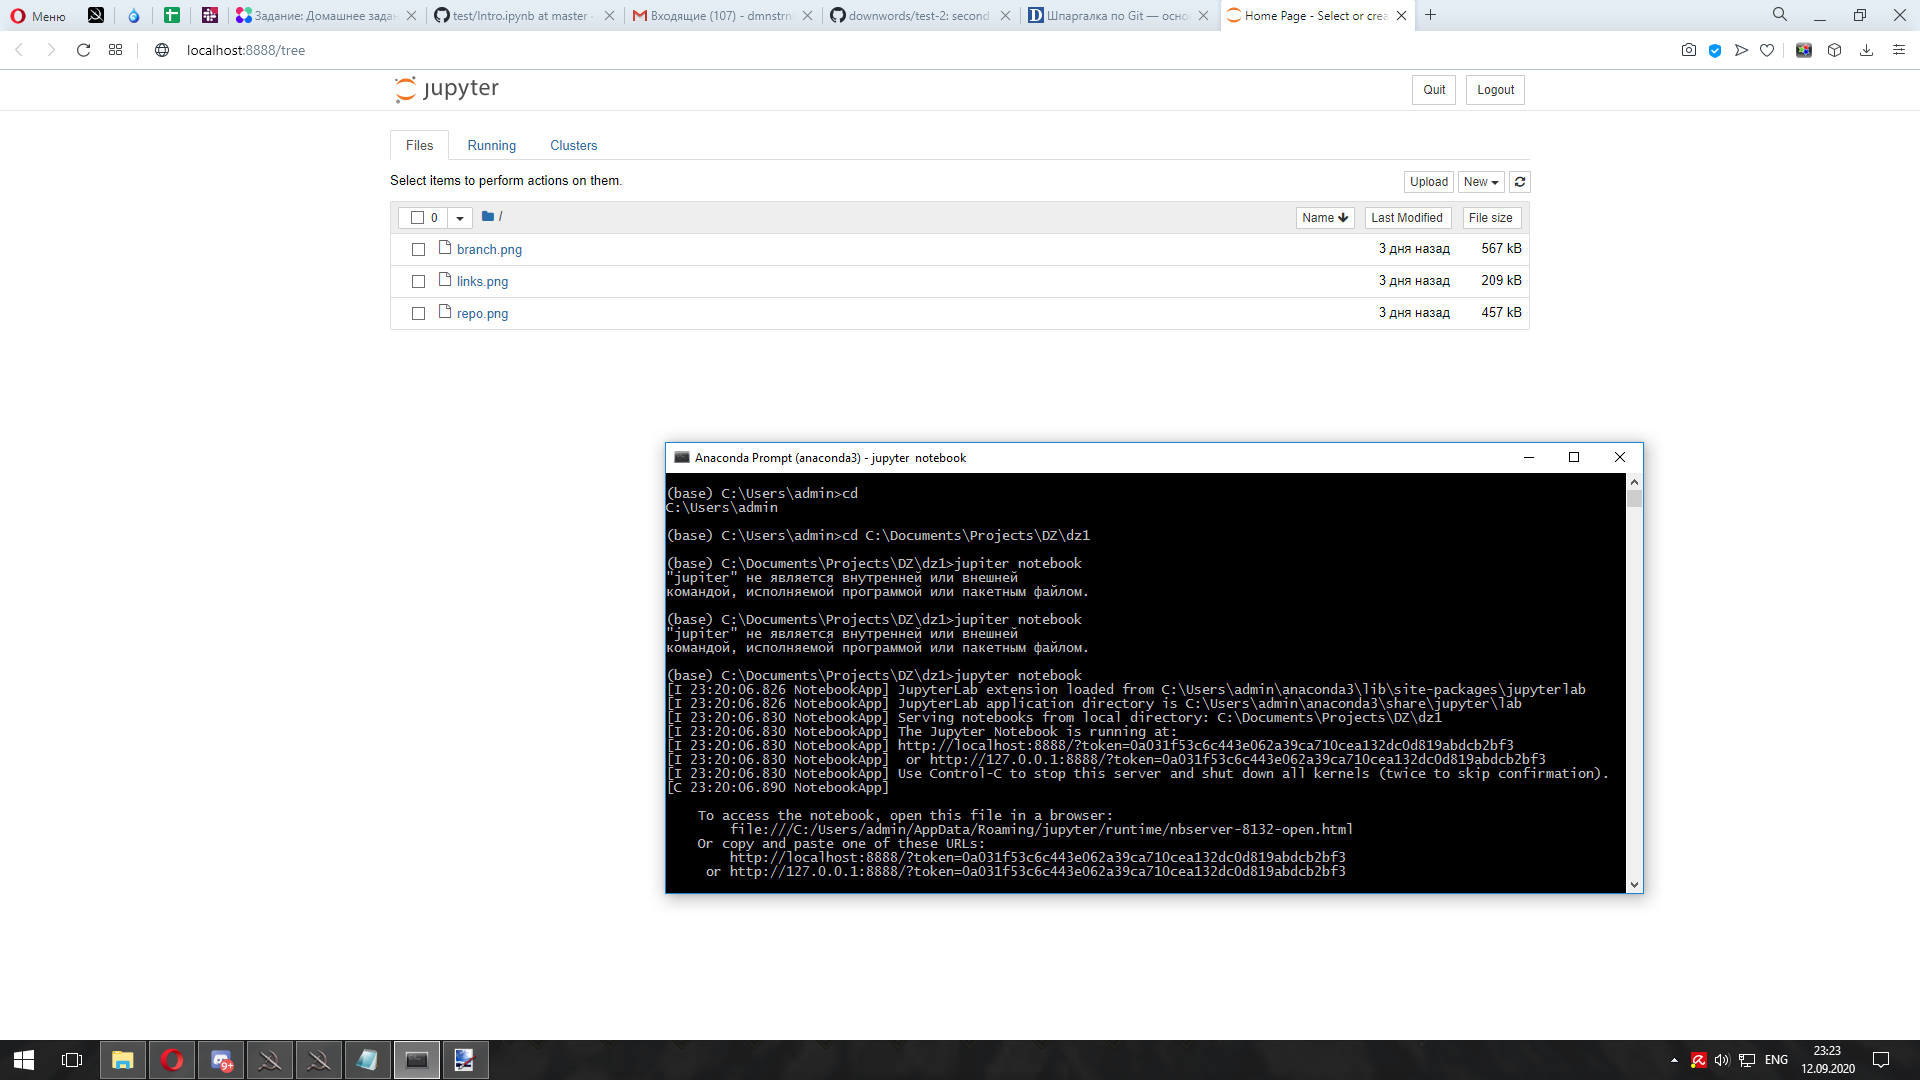 Меню
Задание: Домашнее задан
test/Intro.ipynb at master ·
Входящие (107) - dmnstrn
downwords/test-2: second
Шпаргалка по Git — осно
Home Page - Select or crea
localhost:8888/tree
jupyter
Quit
Logout
Files
Running
Clusters
Select items to perform actions on them.
Upload
New
0
/
Name
Last Modified
File size
branch.png
3 дня назад
567 kB
links.png
3 дня назад
209 kB
repo.png
3 дня назад
457 kB
Anaconda Prompt (anaconda3) - jupyter notebook
(base) C:\Users\admin>cd
C:\Users\admin
(base) C:\Users\admin>cd C:\Documents\Projects\DZ\dz1
(base) C:\Documents\Projects\DZ\dz1>jupiter notebook
"jupiter" не является внутренней или внешней
командой, исполняемой программой или пакетным файлом.
(base) C:\Documents\Projects\DZ\dz1>jupiter notebook
"jupiter" не является внутренней или внешней
командой, исполняемой программой или пакетным файлом.
(base) C:\Documents\Projects\DZ\dz1>jupyter notebook
[I 23:20:06.826 NotebookApp] JupyterLab extension loaded from C:\Users\admin\anaconda3\lib\site-packages\jupyterlab
[I 23:20:06.826 NotebookApp] JupyterLab application directory is C:\Users\admin\anaconda3\share\jupyter\lab
[I 23:20:06.830 NotebookApp] Serving notebooks from local directory: C:\Documents\Projects\DZ\dz1
[I 23:20:06.830 NotebookApp] The Jupyter Notebook is running at:
[I 23:20:06.830 NotebookApp] http://localhost:8888/?token=0a031f53c6c443e062a39ca710cea132dc0d819abdcb2bf3
[I 23:20:06.830 NotebookApp]  or http://127.0.0.1:8888/?token=0a031f53c6c443e062a39ca710cea132dc0d819abdcb2bf3
[I 23:20:06.830 NotebookApp] Use Control-C to stop this server and shut down all kernels (twice to skip confirmation).
[C 23:20:06.890 NotebookApp]
To access the notebook, open this file in a browser:
file:///C:/Users/admin/AppData/Roaming/jupyter/runtime/nbserver-8132-open.html
Or copy and paste one of these URLs:
http://localhost:8888/?token=0a031f53c6c443e062a39ca710cea132dc0d819abdcb2bf3
or http://127.0.0.1:8888/?token=0a031f53c6c443e062a39ca710cea132dc0d819abdcb2bf3
9+
ENG
23:23
12.09.2020